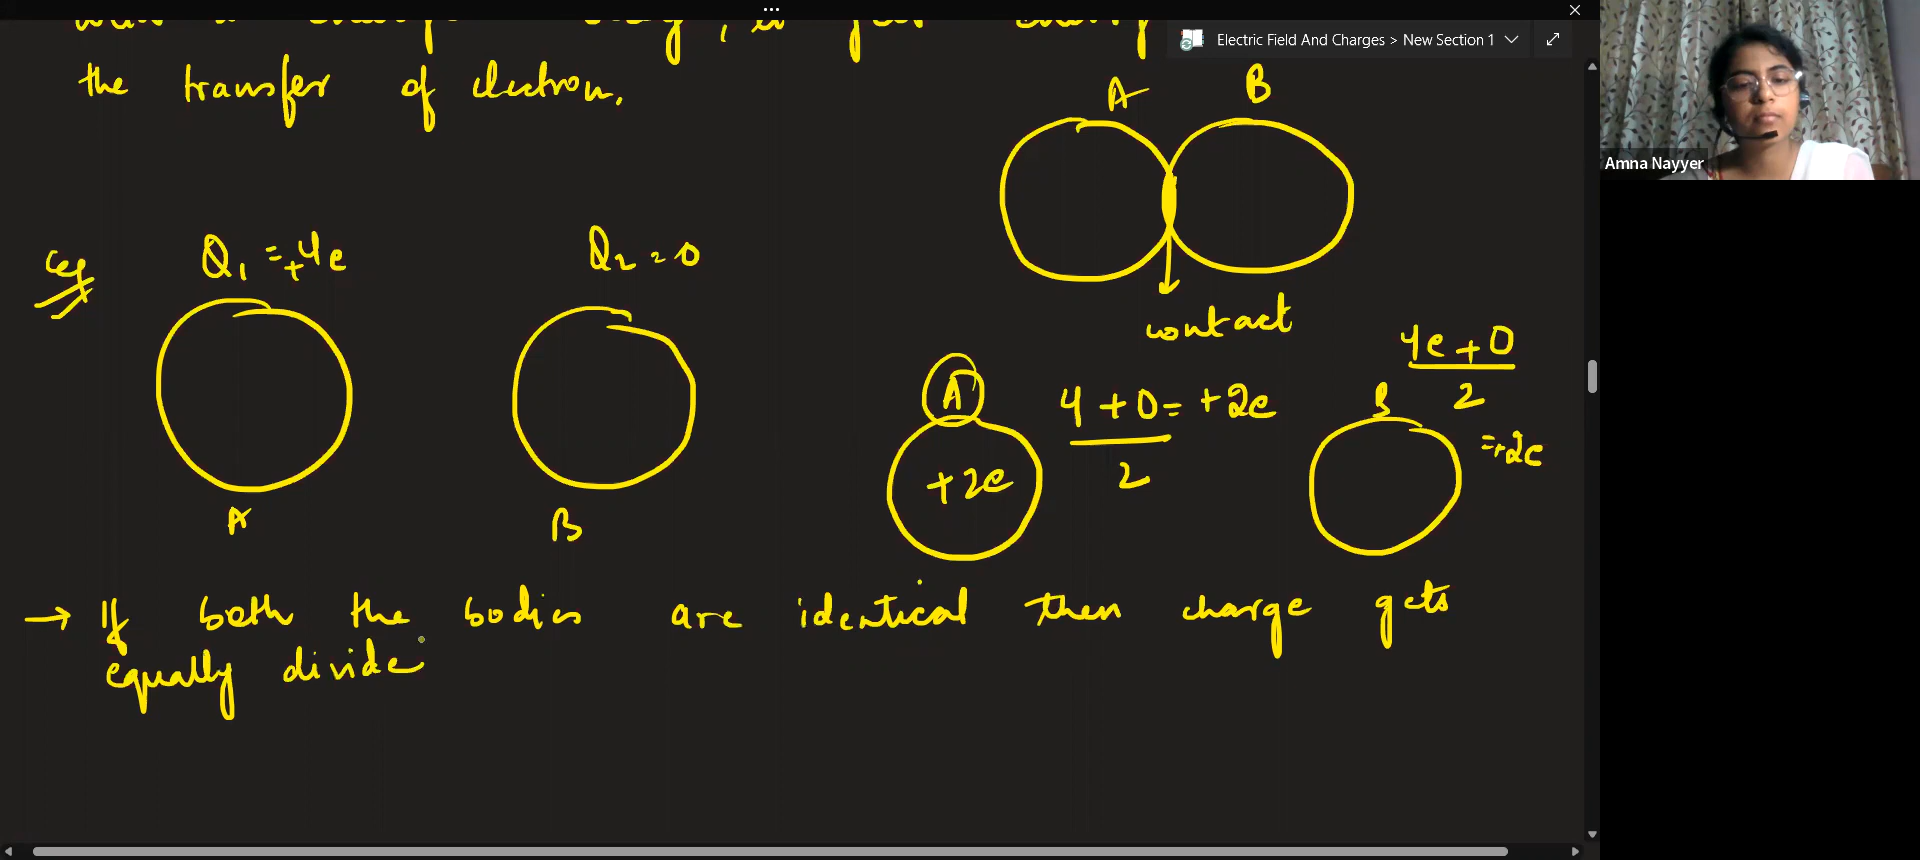 Electric Field And Charges > New Section 1
the transfer of electron.
A B
contact
Q1 = +4e
Q2 = 0
A
B
A
+2e
4 + 0 = +2e
2
B
4e + 0
2
= +2e
→ If both the bodies are identical then charge gets
equally divide
Amna Nayyer